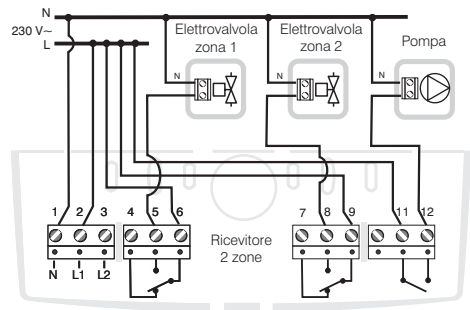 N
230 V~
L
Elettrovalvola
zona 1
Elettrovalvola
zona 2
Pompa
N
N
N
1 2 3 4 5 6 7 8 9 11 12
Ricevitore
2 zone
N L1 L2